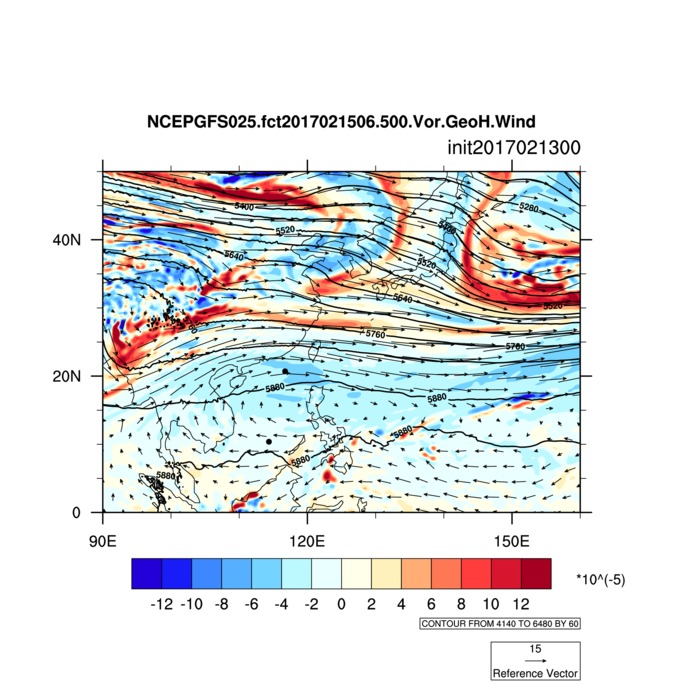 NCEPGFS025.fct2017021506.500.Vor.GeoH.Wind
init2017021300
40N
20N
0
90E 120E 150E
5400
5520
5640
5280
5400
5520
5640
5520
5760
5760
5880
5880
5880
5880
5880
-12 -10 -8 -6 -4 -2 0 2 4 6 8 10 12
*10^(-5)
CONTOUR FROM 4140 TO 6480 BY 60
15
Reference Vector